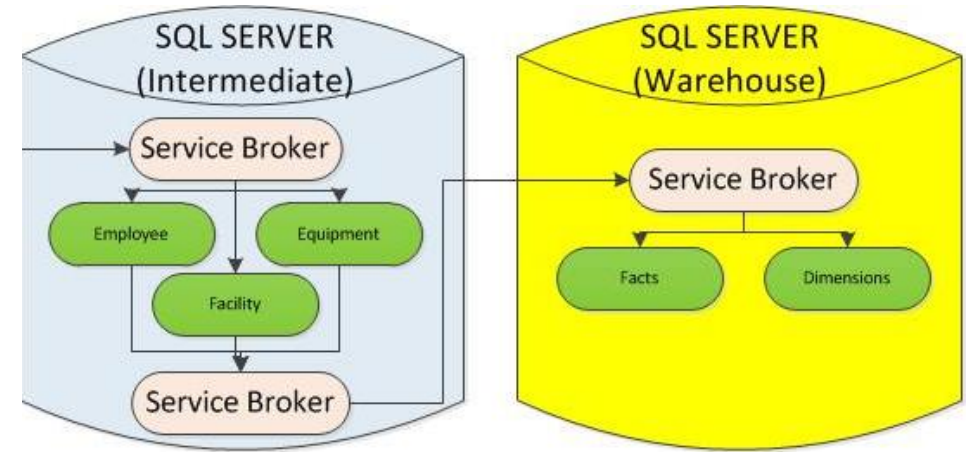 SQL SERVER
(Intermediate)
Service Broker
Employee
Equipment
Facility
Service Broker
SQL SERVER
(Warehouse)
Service Broker
Facts
Dimensions